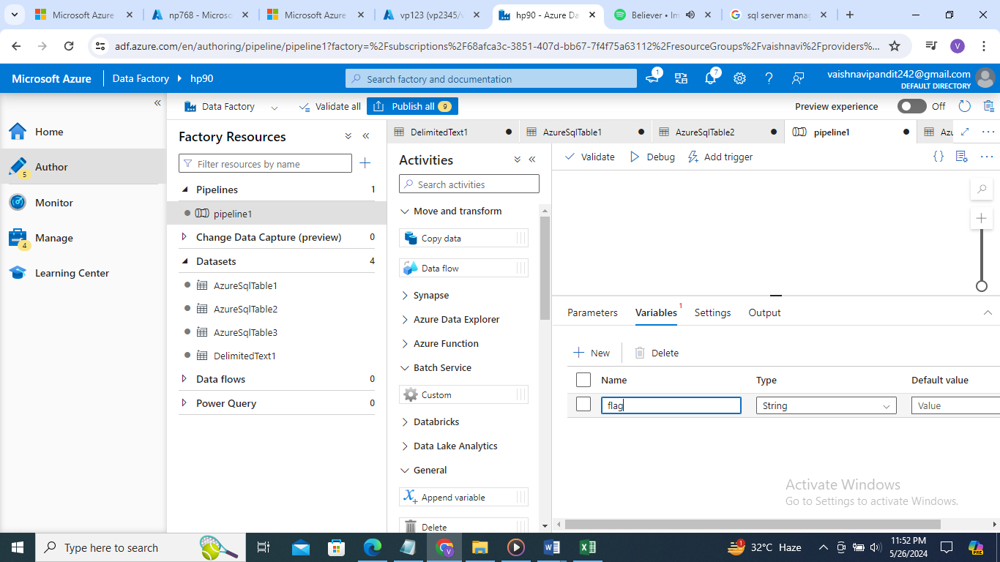 Microsoft Azure
np768 - Microso
Microsoft Azure
vp123 (vp2345/v
hp90 - Azure Da
Believer • Im
sql server mana
adf.azure.com/en/authoring/pipeline/pipeline1?factory=%2Fsubscriptions%2F68afca3c-3851-407d-bb67-7f4f75a63112%2FresourceGroups%2Fvaishnavi%2Fproviders%...
V
Microsoft Azure
Data Factory
hp90
Search factory and documentation
1
7
vaishnavipandit242@gmail.com
DEFAULT DIRECTORY
Home
Author
5
Monitor
Manage
4
Learning Center
Data Factory
Validate all
Publish all 9
Preview experience
Off
Factory Resources
Filter resources by name
Pipelines 1
pipeline1
Change Data Capture (preview) 0
Datasets 4
AzureSqlTable1
AzureSqlTable2
AzureSqlTable3
DelimitedText1
Data flows 0
Power Query 0
DelimitedText1
AzureSqlTable1
AzureSqlTable2
pipeline1
Azu
Activities
Search activities
Move and transform
Copy data
Data flow
Synapse
Azure Data Explorer
Azure Function
Batch Service
Custom
Databricks
Data Lake Analytics
General
Append variable
Delete
Validate
Debug
Add trigger
Parameters
Variables 1
Settings
Output
New
Delete
Name Type Default value
flag String Value
Activate Windows
Go to Settings to activate Windows.
Type here to search
V
1
32°C Haze
11:52 PM
5/26/2024
PRE